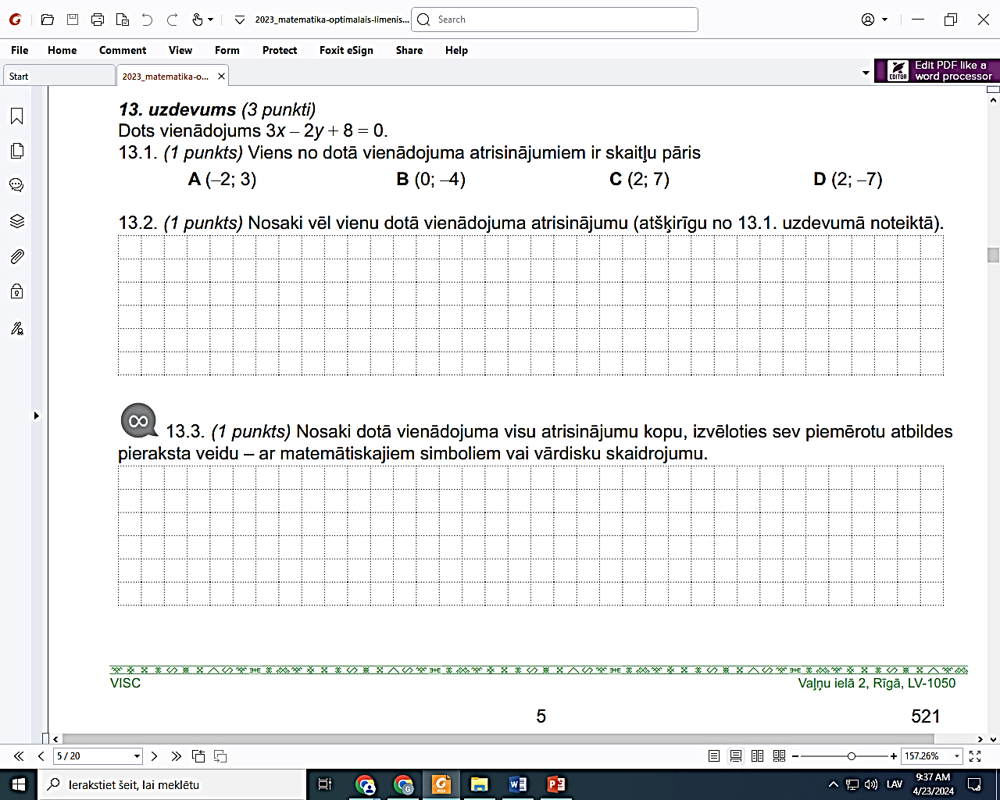 2023_matematika-optimalais-limenis...
Search
File Home Comment View Form Protect Foxit eSign Share Help
Start
2023_matematika-o...
EDITOR
Edit PDF like a
word processor
13. uzdevums (3 punkti)
Dots vienādojums 3x – 2y + 8 = 0.
13.1. (1 punkts) Viens no dotā vienādojuma atrisinājumiem ir skaitļu pāris
A (–2; 3) B (0; –4) C (2; 7) D (2; –7)
13.2. (1 punkts) Nosaki vēl vienu dotā vienādojuma atrisinājumu (atšķirīgu no 13.1. uzdevumā noteiktā).
∞ 13.3. (1 punkts) Nosaki dotā vienādojuma visu atrisinājumu kopu, izvēloties sev piemērotu atbildes
pieraksta veidu – ar matemātiskajiem simboliem vai vārdisku skaidrojumu.
VISC
Vaļņu ielā 2, Rīgā, LV-1050
5
521
5 / 20
157.26%
Ierakstiet šeit, lai meklētu
LAV
9:37 AM
4/23/2024